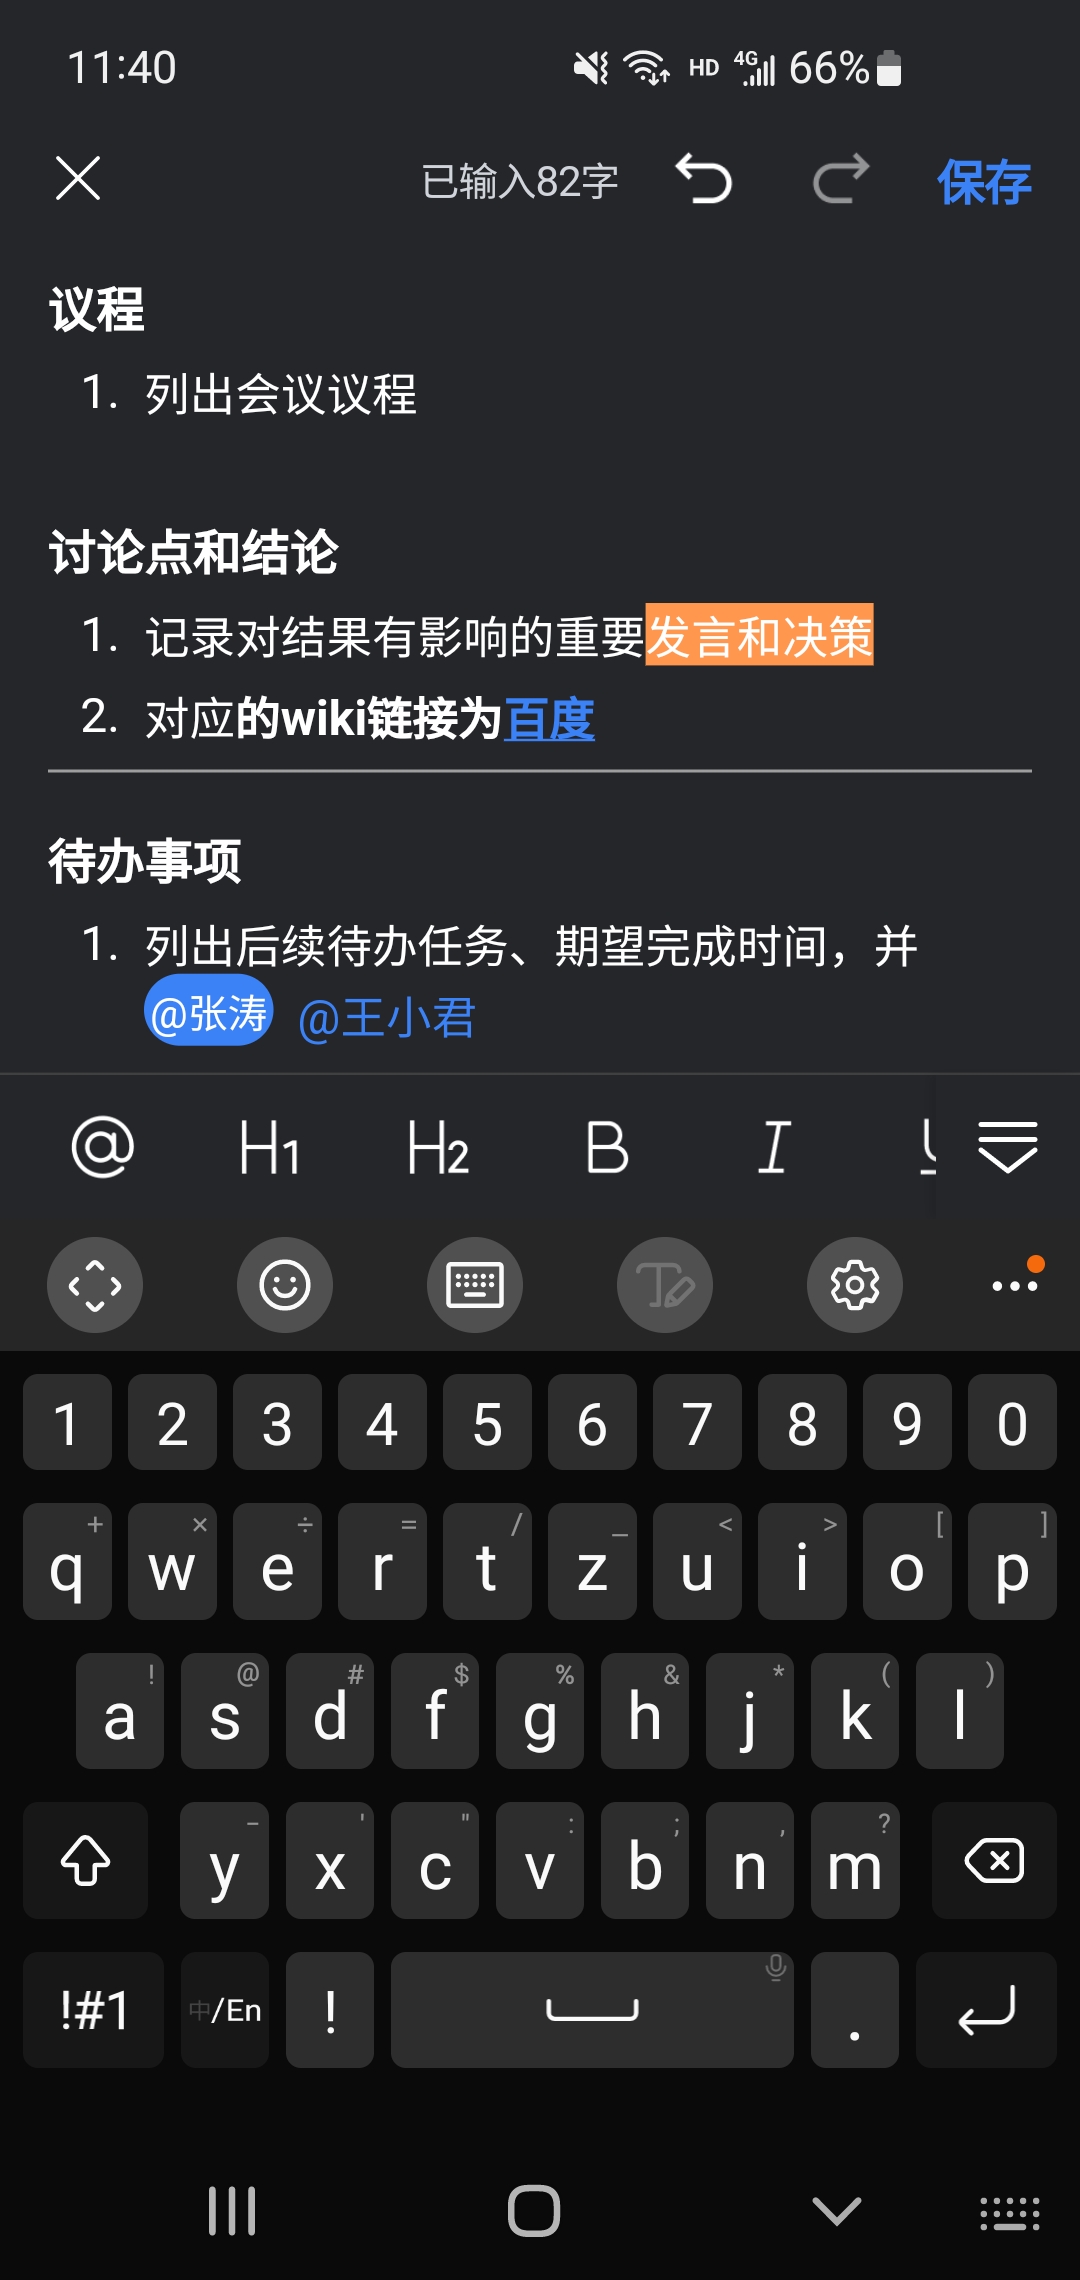 11:40 HD 4G 66%
已输入82字 保存
议程
1. 列出会议议程
讨论点和结论
1. 记录对结果有影响的重要发言和决策
2. 对应的wiki链接为百度
待办事项
1. 列出后续待办任务、期望完成时间，并
@张涛 @王小君
@ H1 H2 B I U
1 2 3 4 5 6 7 8 9 0
+ × ÷ = / _ < > [ ]
q w e r t z u i o p
! @ # $ % & * ( )
a s d f g h j k l
- ' " : ; , ?
y x c v b n m
!#1 中/En ! .